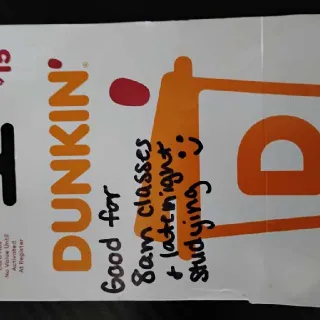 $15
DUNKIN'
Good for
8am classes
+ latenight
studying
D
No Value Until
Activated
At Register